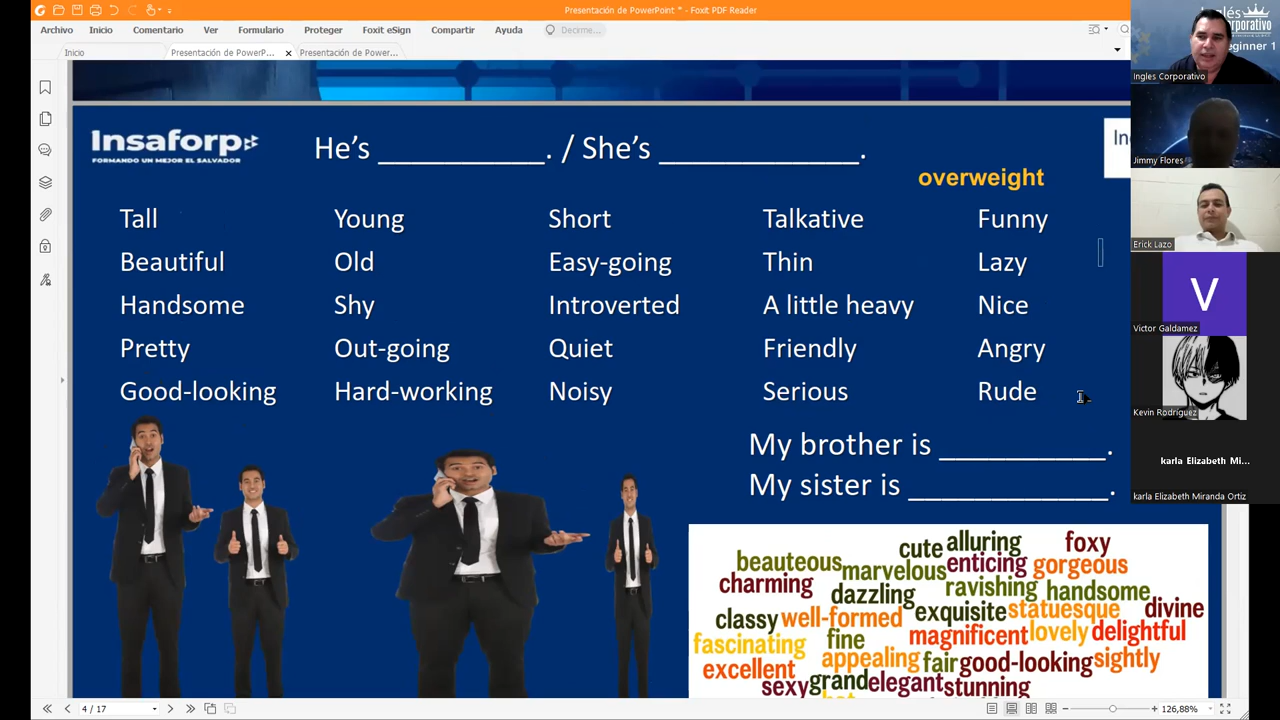 Presentación de PowerPoint * - Foxit PDF Reader
Archivo Inicio Comentario Ver Formulario Proteger Foxit eSign Compartir Ayuda Decirme...
Inicio Presentación de PowerP... Presentación de Power...
Insaforp
FORMANDO UN MEJOR EL SALVADOR
He's ___________. / She's _____________.
overweight
Tall Young Short Talkative Funny
Beautiful Old Easy-going Thin Lazy
Handsome Shy Introverted A little heavy Nice
Pretty Out-going Quiet Friendly Angry
Good-looking Hard-working Noisy Serious Rude
My brother is ___________.
My sister is _____________.
cute alluring foxy
beauteous marvelous enticing gorgeous
charming dazzling ravishing handsome
classy well-formed exquisite statuesque divine
fascinating fine magnificent lovely delightful
excellent appealing fair good-looking sightly
sexy grand elegant stunning
4 / 17
126,88%
Inglés
Corporativo
Beginner 1
Ingles Corporativo
Jimmy Flores
Erick Lazo
V
Victor Galdamez
Kevin Rodríguez
karla Elizabeth Mi...
karla Elizabeth Miranda Ortiz